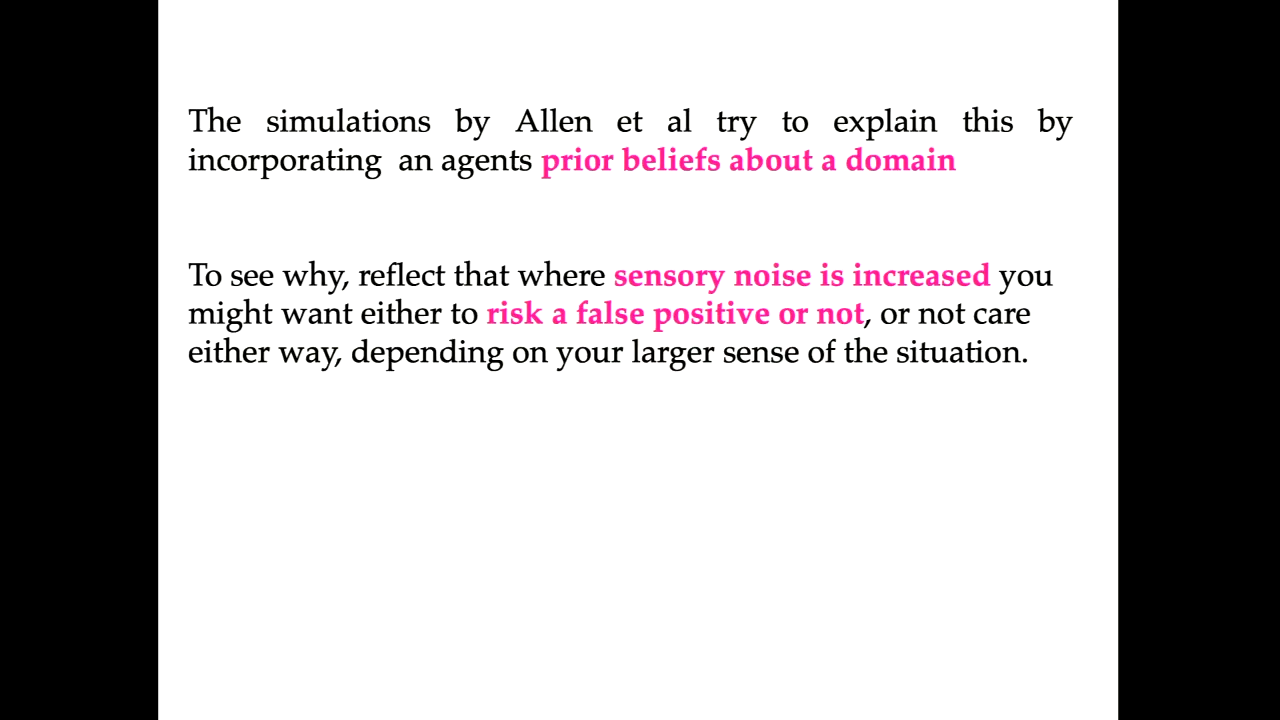 The simulations by Allen et al try to explain this by
incorporating an agents prior beliefs about a domain
To see why, reflect that where sensory noise is increased you
might want either to risk a false positive or not, or not care
either way, depending on your larger sense of the situation.